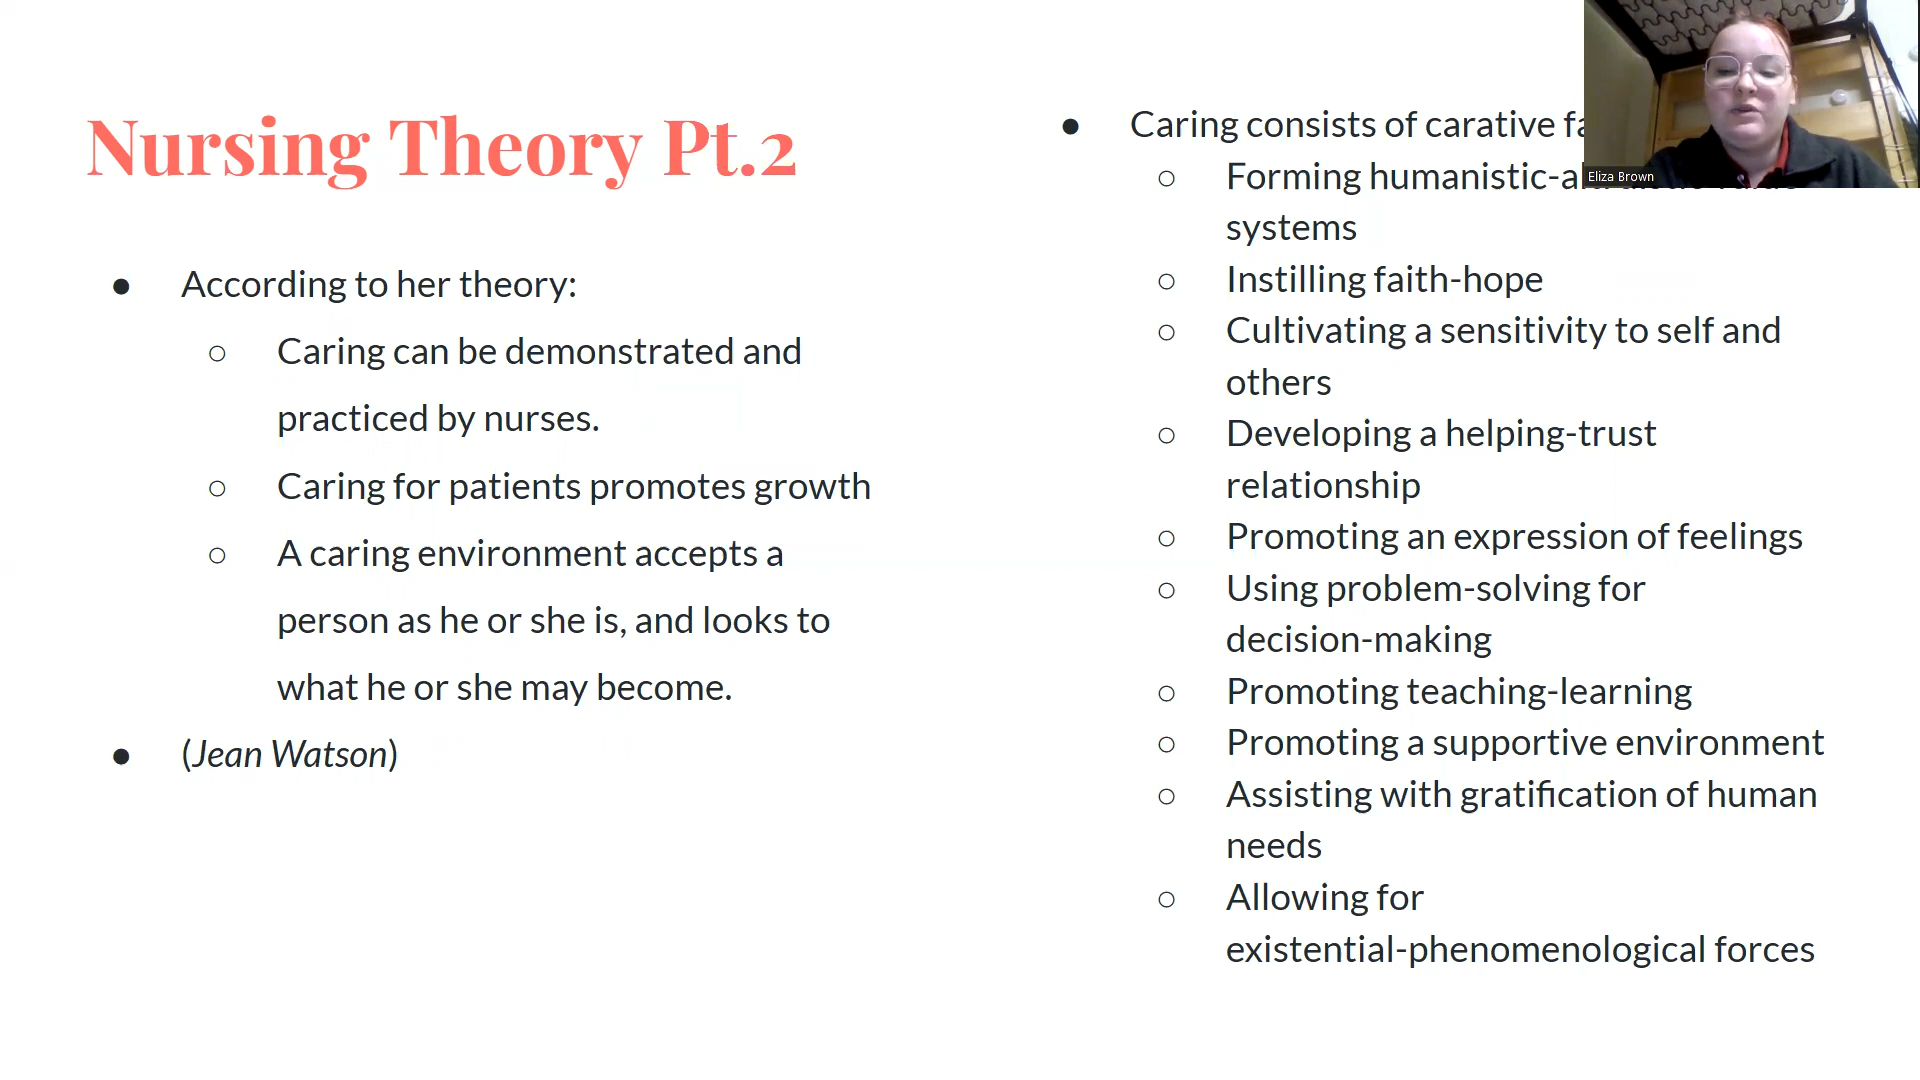 Nursing Theory Pt.2
● According to her theory:
○ Caring can be demonstrated and
practiced by nurses.
○ Caring for patients promotes growth
○ A caring environment accepts a
person as he or she is, and looks to
what he or she may become.
● (Jean Watson)
● Caring consists of carative
○ Forming
systems
○ Instilling faith-hope
○ Cultivating a sensitivity to self and
others
○ Developing a helping-trust
relationship
○ Promoting an expression of feelings
○ Using problem-solving for
decision-making
○ Promoting teaching-learning
○ Promoting a supportive environment
○ Assisting with gratification of human
needs
○ Allowing for
existential-phenomenological forces
Eliza Brown